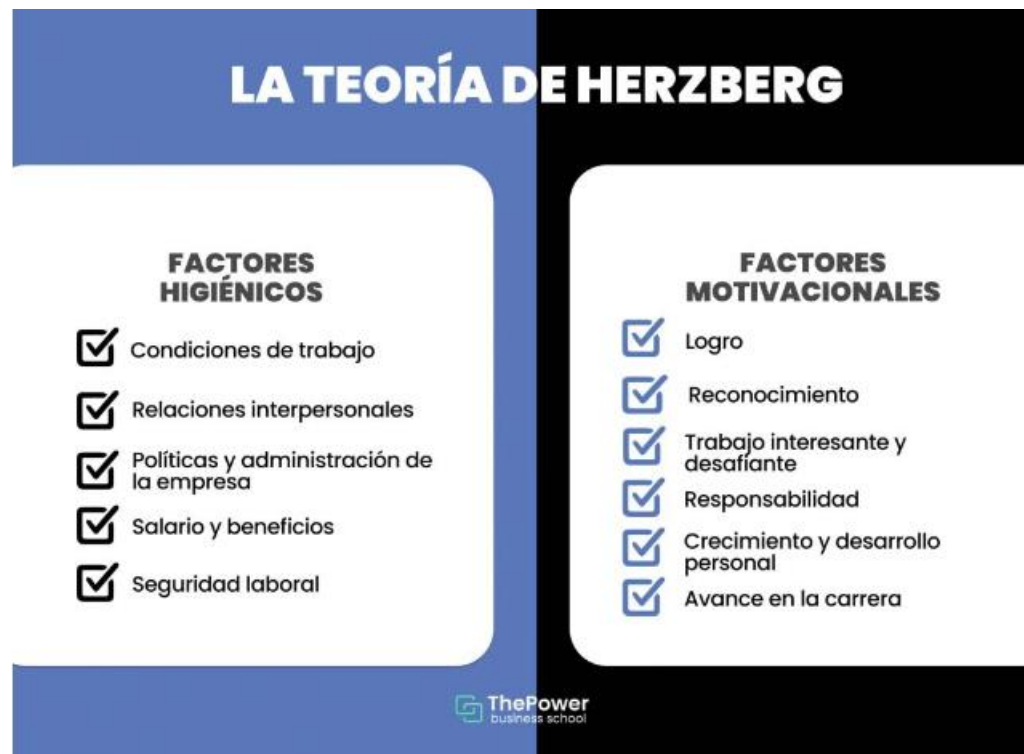 LA TEORÍA DE HERZBERG
FACTORES
HIGIÉNICOS
Condiciones de trabajo
Relaciones interpersonales
Políticas y administración de
la empresa
Salario y beneficios
Seguridad laboral
FACTORES
MOTIVACIONALES
Logro
Reconocimiento
Trabajo interesante y
desafiante
Responsabilidad
Crecimiento y desarrollo
personal
Avance en la carrera
ThePower
business school